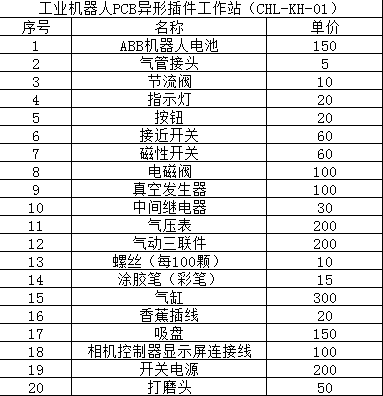 工业机器人PCB异形插件工作站（CHL-KH-01）
序号 名称 单价
1 ABB机器人电池 150
2 气管接头 5
3 节流阀 10
4 指示灯 20
5 按钮 20
6 接近开关 60
7 磁性开关 60
8 电磁阀 100
9 真空发生器 100
10 中间继电器 30
11 气压表 200
12 气动三联件 200
13 螺丝（每100颗） 10
14 涂胶笔（彩笔） 15
15 气缸 300
16 香蕉插线 20
17 吸盘 150
18 相机控制器显示屏连接线 100
19 开关电源 200
20 打磨头 50